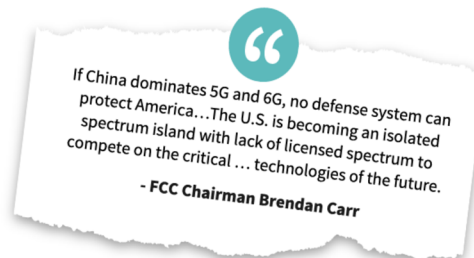 If China dominates 5G and 6G, no defense system can
protect America…The U.S. is becoming an isolated
spectrum island with lack of licensed spectrum to
compete on the critical … technologies of the future.
- FCC Chairman Brendan Carr